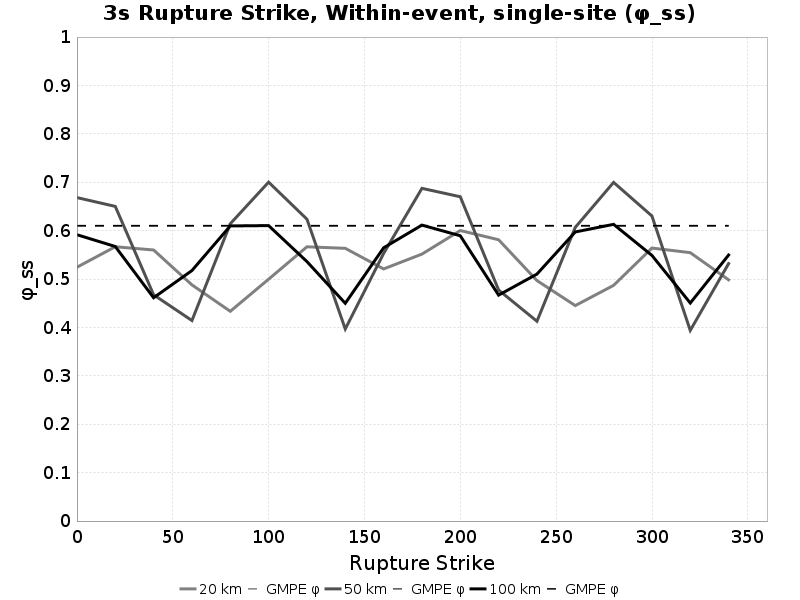 3s Rupture Strike, Within-event, single-site (φ_ss)
1
0.9
0.8
0.7
0.6
0.5
0.4
0.3
0.2
0.1
0
φ_ss
0 50 100 150 200 250 300 350
Rupture Strike
20 km GMPE φ 50 km GMPE φ 100 km GMPE φ